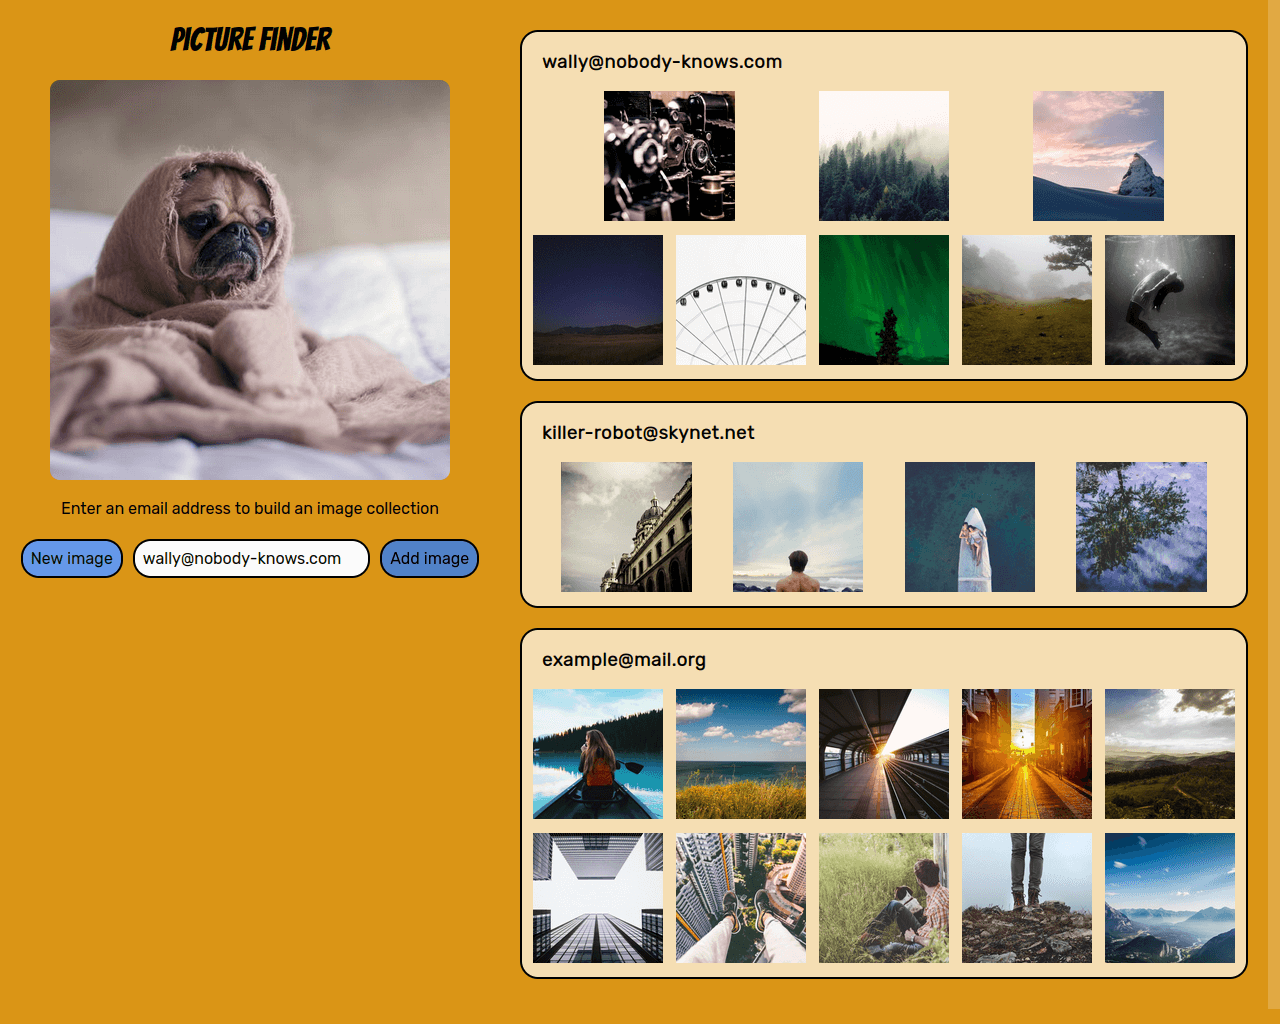 PICTURE FINDER
Enter an email address to build an image collection
New image
wally@nobody-knows.com
Add image
wally@nobody-knows.com
killer-robot@skynet.net
example@mail.org